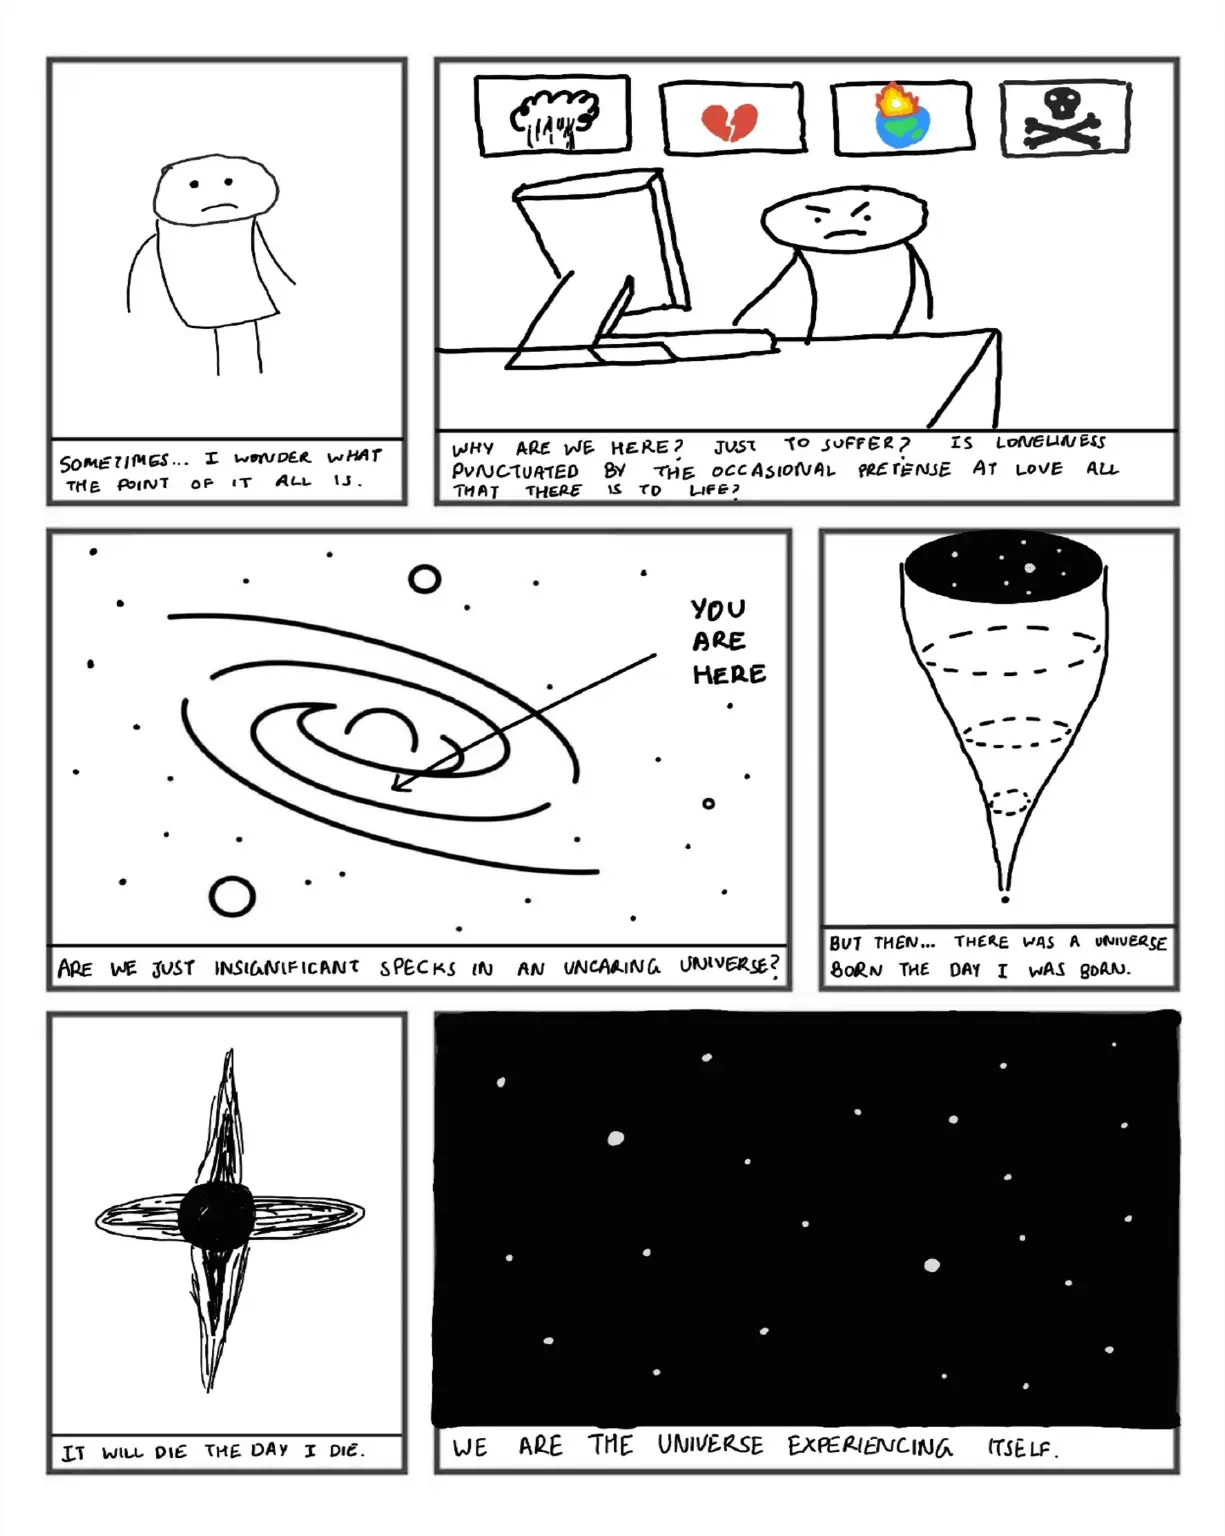 SOMETIMES... I WONDER WHAT
THE POINT OF IT ALL IS.
WHY ARE WE HERE? JUST TO SUFFER? IS LONELINESS
PUNCTUATED BY THE OCCASIONAL PRETENSE AT LOVE ALL
THAT THERE IS TO LIFE?
YOU
ARE
HERE
ARE WE JUST INSIGNIFICANT SPECKS IN AN UNCARING UNIVERSE?
BUT THEN... THERE WAS A UNIVERSE
BORN THE DAY I WAS BORN.
IT WILL DIE THE DAY I DIE.
WE ARE THE UNIVERSE EXPERIENCING ITSELF.